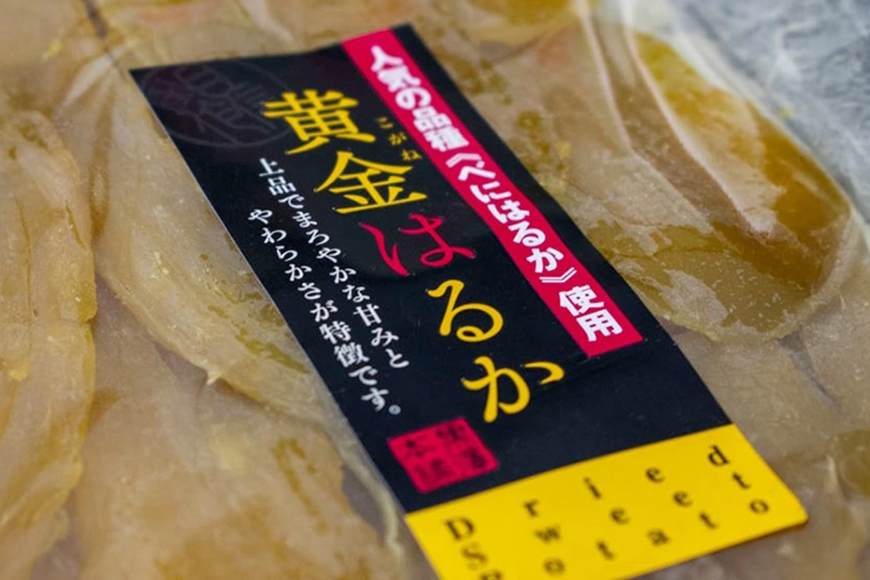 人気の品種《べにはるか》使用
黄金はるか
こがね
上品でまろやかな甘みと
やわらかさが特徴です。
Dried
Sweet
Potato